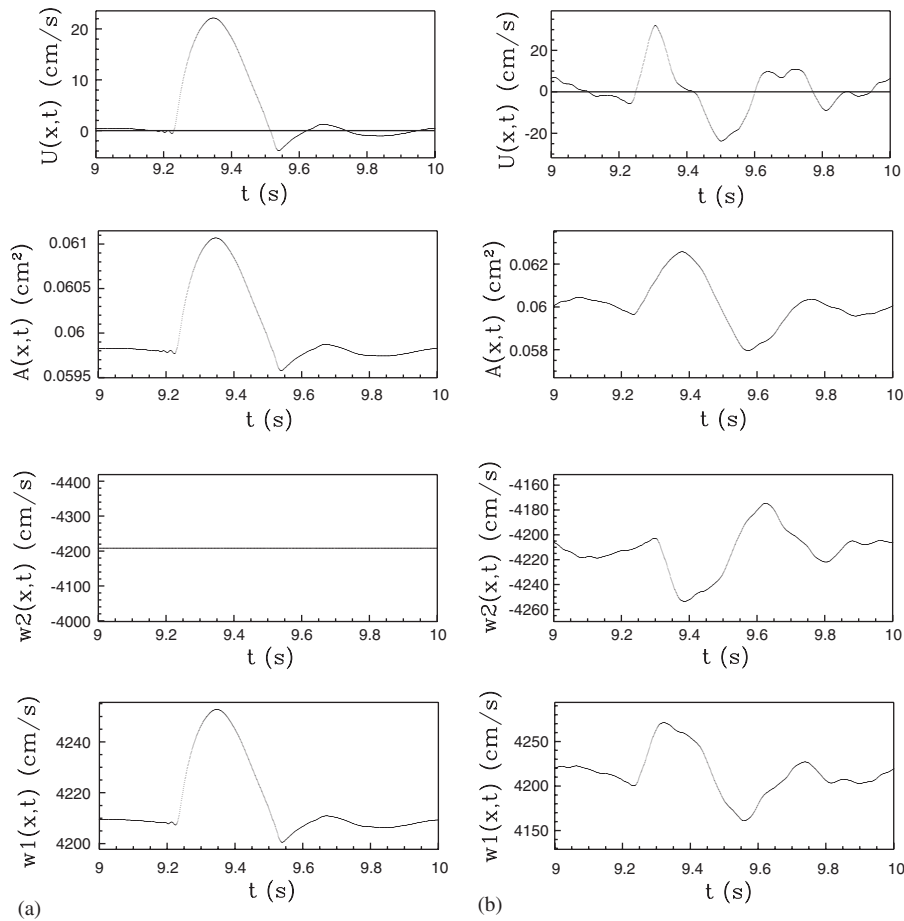 U(x,t) (cm/s)
20
10
0
9 9.2 9.4 9.6 9.8 10
t (s)
U(x,t) (cm/s)
20
0
-20
9 9.2 9.4 9.6 9.8 10
t (s)
A(x,t) (cm²)
0.061
0.0605
0.06
0.0595
9 9.2 9.4 9.6 9.8 10
t (s)
A(x,t) (cm²)
0.062
0.06
0.058
9 9.2 9.4 9.6 9.8 10
t (s)
w2(x,t) (cm/s)
-4400
-4300
-4200
-4100
-4000
9 9.2 9.4 9.6 9.8 10
t (s)
w2(x,t) (cm/s)
-4160
-4180
-4200
-4220
-4240
-4260
9 9.2 9.4 9.6 9.8 10
t (s)
w1(x,t) (cm/s)
4240
4220
4200
9 9.2 9.4 9.6 9.8 10
t (s)
w1(x,t) (cm/s)
4250
4200
4150
9 9.2 9.4 9.6 9.8 10
t (s)
(a)
(b)